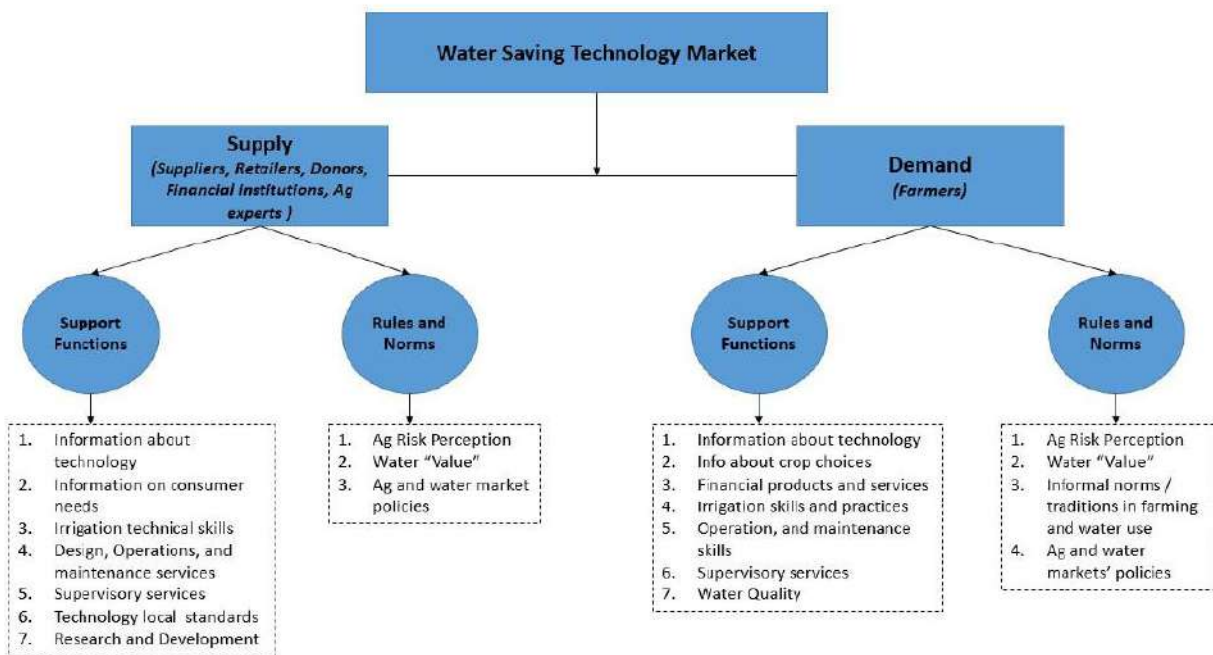 Water Saving Technology Market
Supply
(Suppliers, Retailers, Donors,
Financial Institutions, Ag
experts )
Demand
(Farmers)
Support
Functions
Rules and
Norms
Support
Functions
Rules and
Norms
1. Information about
technology
2. Information on consumer
needs
3. Irrigation technical skills
4. Design, Operations, and
maintenance services
5. Supervisory services
6. Technology local standards
7. Research and Development
1. Ag Risk Perception
2. Water “Value”
3. Ag and water market
policies
1. Information about technology
2. Info about crop choices
3. Financial products and services
4. Irrigation skills and practices
5. Operation, and maintenance
skills
6. Supervisory services
7. Water Quality
1. Ag Risk Perception
2. Water “Value”
3. Informal norms /
traditions in farming
and water use
4. Ag and water
markets’ policies